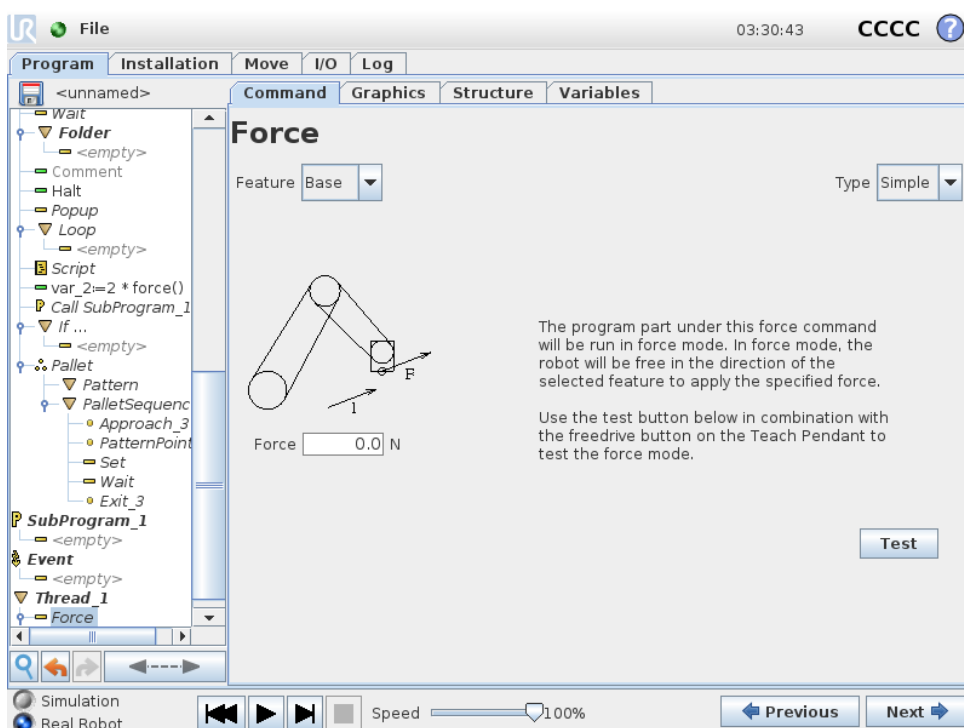 UR File 03:30:43 CCCC ?
Program Installation Move I/O Log
<unnamed> Command Graphics Structure Variables
Wait
Folder
<empty>
Comment
Halt
Popup
Loop
<empty>
Script
var_2:=2 * force()
P Call SubProgram_1
If ...
<empty>
Pallet
Pattern
PalletSequenc
Approach_3
PatternPoint
Set
Wait
Exit_3
P SubProgram_1
<empty>
Event
<empty>
Thread_1
Force
Force
Feature Base
Type Simple
F
1
Force 0.0 N
The program part under this force command
will be run in force mode. In force mode, the
robot will be free in the direction of the
selected feature to apply the specified force.
Use the test button below in combination with
the freedrive button on the Teach Pendant to
test the force mode.
Test
Simulation
Real Robot
Speed 100%
Previous Next